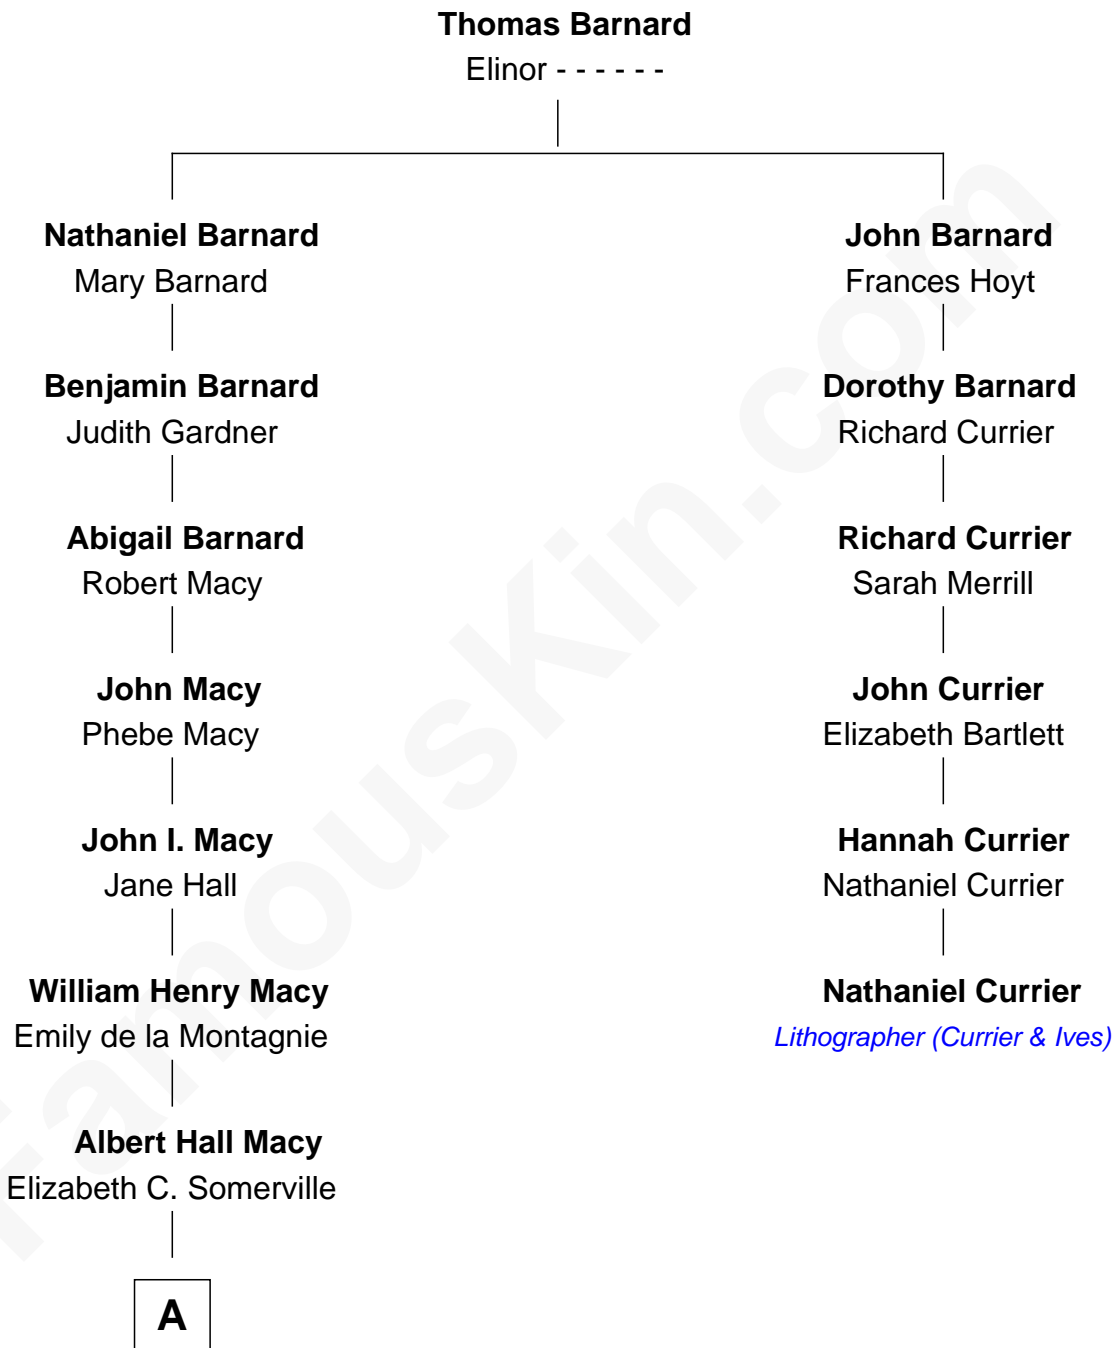 Thomas Barnard
Elinor - - - - - -
Nathaniel Barnard
Mary Barnard
John Barnard
Frances Hoyt
Benjamin Barnard
Judith Gardner
Dorothy Barnard
Richard Currier
Abigail Barnard
Robert Macy
Richard Currier
Sarah Merrill
John Macy
Phebe Macy
John Currier
Elizabeth Bartlett
John I. Macy
Jane Hall
Hannah Currier
Nathaniel Currier
William Henry Macy
Emily de la Montagnie
Nathaniel Currier
Lithographer (Currier & Ives)
Albert Hall Macy
Elizabeth C. Somerville
A
FamousKin.com